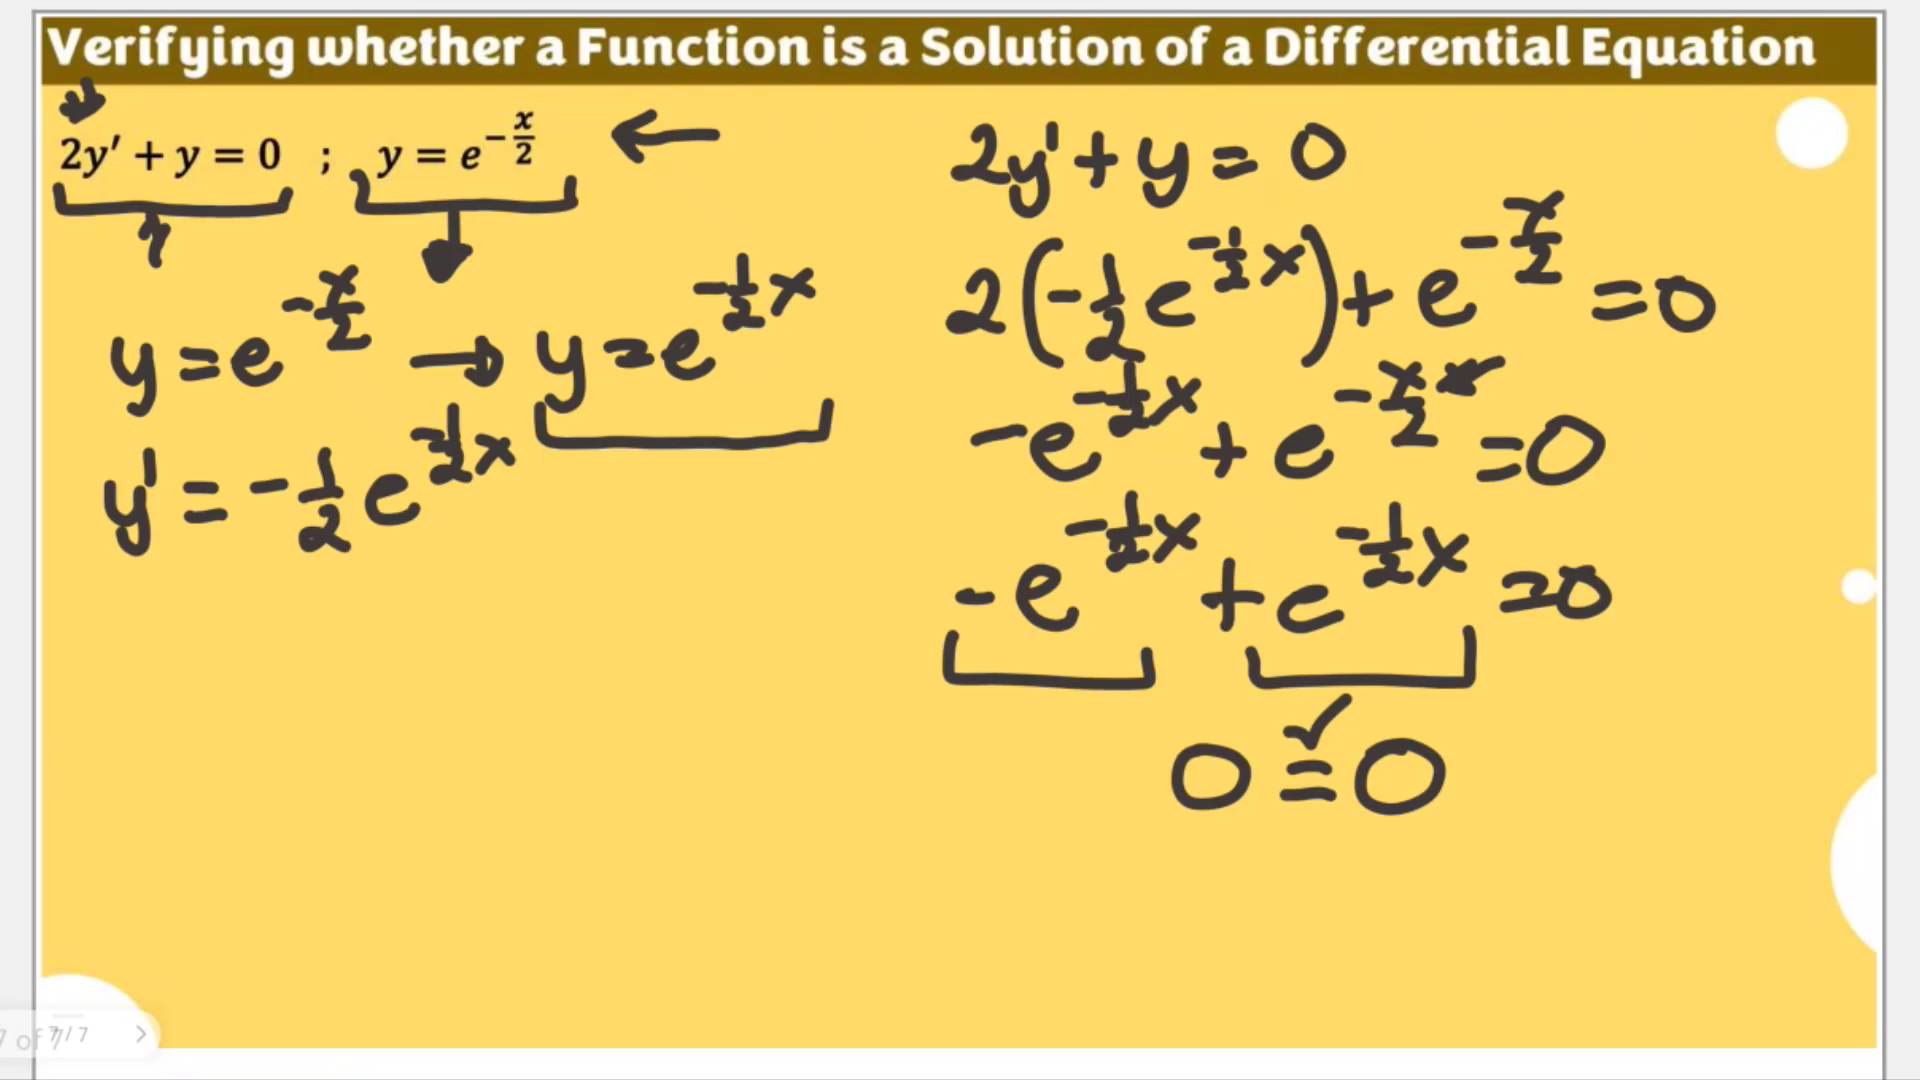 Verifying whether a Function is a Solution of a Differential Equation
2y′ + y = 0 ; y = e^{-x/2} ←
y = e^{-x/2} → y = e^{-1/2 x}
y' = -1/2 e^{-1/2 x}
2y' + y = 0
2(-1/2 e^{-1/2 x}) + e^{-x/2} = 0
-e^{-1/2 x} + e^{-x/2} = 0
-e^{-1/2 x} + e^{-1/2 x} = 0
0 = 0 ✓
7 of 7
7/7 >